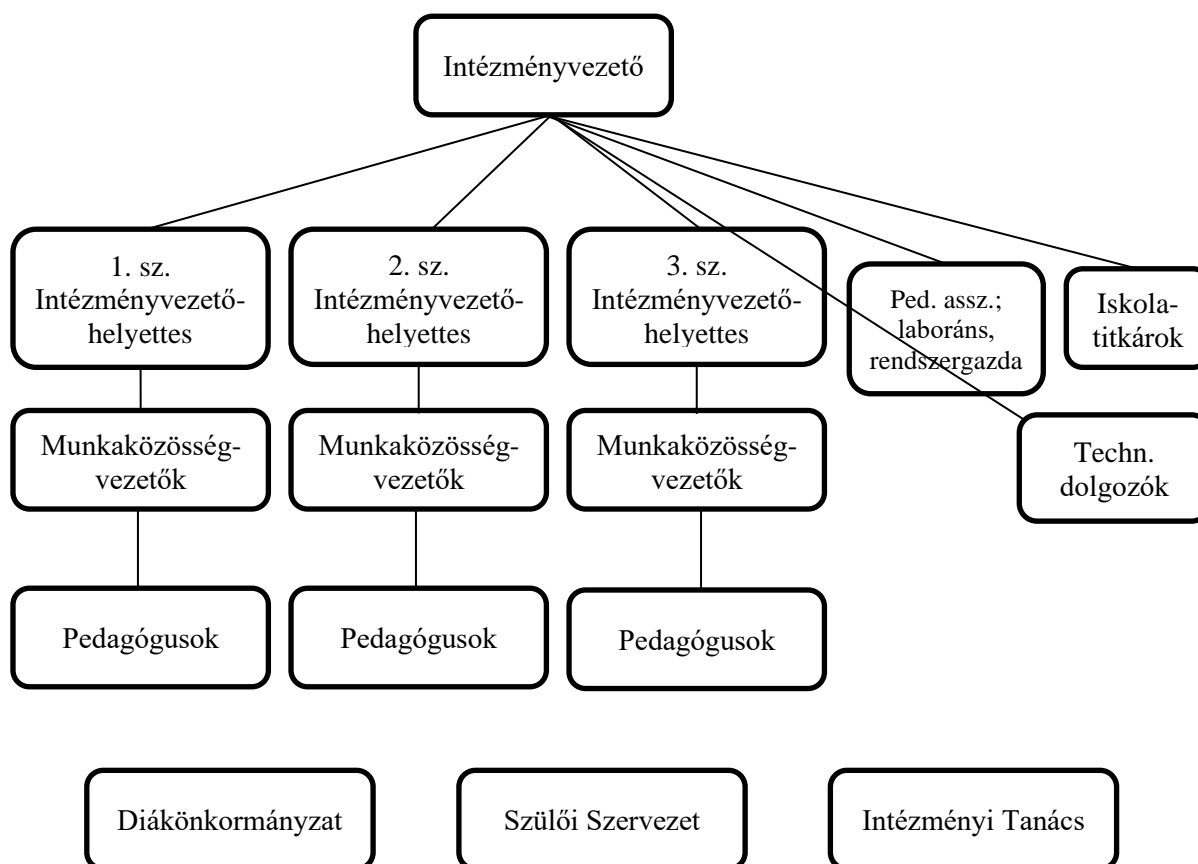 Intézményvezető
1. sz.
Intézményvezető-
helyettes
2. sz.
Intézményvezető-
helyettes
3. sz.
Intézményvezető-
helyettes
Ped. assz.;
laboráns,
rendszergazda
Iskola-
titkárok
Munkaközösség-
vezetők
Munkaközösség-
vezetők
Munkaközösség-
vezetők
Techn.
dolgozók
Pedagógusok
Pedagógusok
Pedagógusok
Diákönkormányzat
Szülői Szervezet
Intézményi Tanács